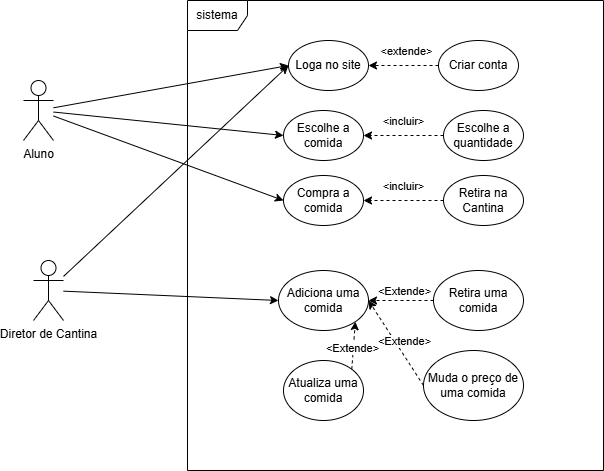 sistema
Loga no site
<extende>
Criar conta
Aluno
Escolhe a
comida
<incluir>
Escolhe a
quantidade
Compra a
comida
<incluir>
Retira na
Cantina
Diretor de Cantina
Adiciona uma
comida
<Extende>
Retira uma
comida
<Extende>
<Extende>
Atualiza uma
comida
Muda o preço de
uma comida